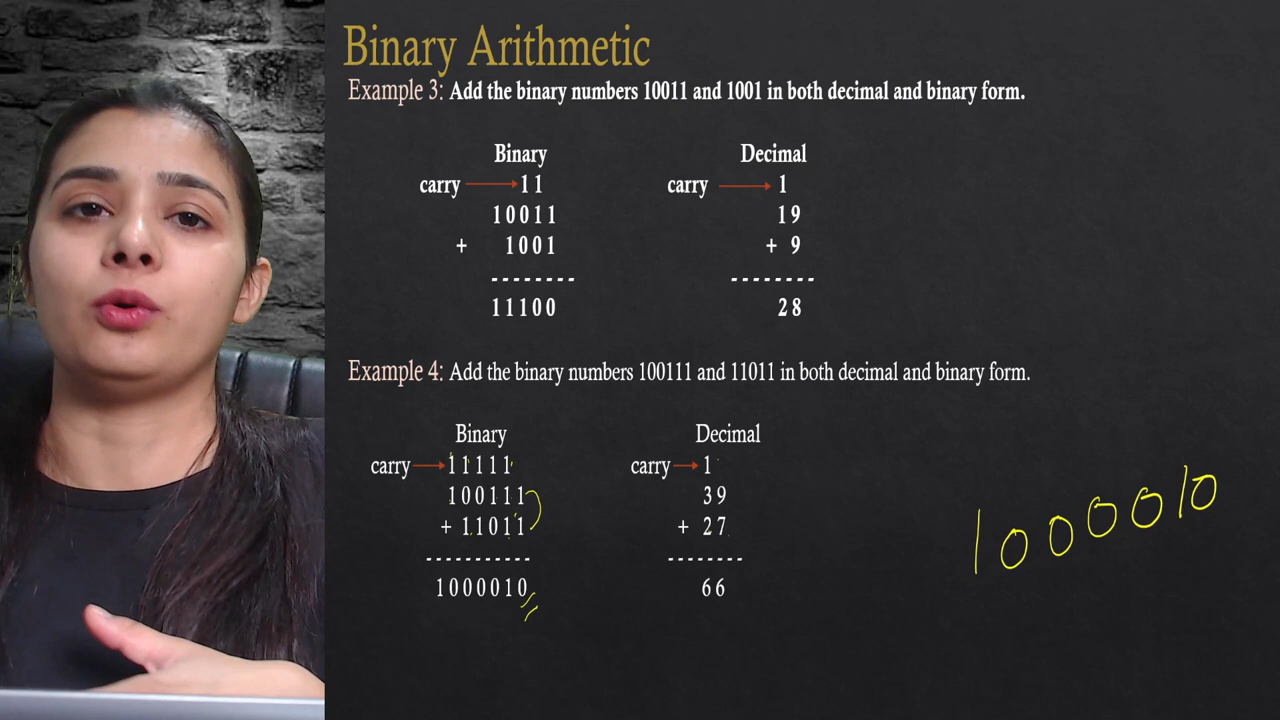 Binary Arithmetic
Example 3: Add the binary numbers 10011 and 1001 in both decimal and binary form.
Binary Decimal
carry 11 carry 1
10011 19
+ 1001 + 9
-------- --------
11100 28
Example 4: Add the binary numbers 100111 and 11011 in both decimal and binary form.
Binary Decimal
carry 11111 carry 1
100111 39
+ 11011 + 27
---------- --------
1000010 66
1000010